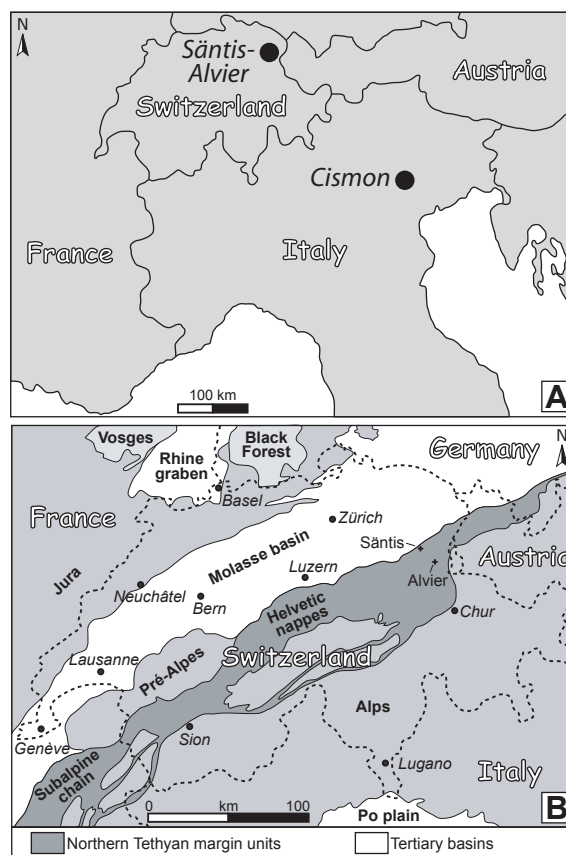 N
Säntis-
Alvier
Austria
Switzerland
Cismon
France
Italy
100 km
A
Vosges
Black
Forest
Germany
N
Rhine
graben
Basel
France
Zürich
Säntis
Austria
Molasse basin
Alvier
Jura
Luzern
Neuchâtel
Bern
Helvetic
nappes
Chur
Lausanne
Pré-Alpes
Switzerland
Alps
Genève
Sion
Lugano
Italy
Subalpine
chain
0 km 100
Po plain
B
Northern Tethyan margin units
Tertiary basins